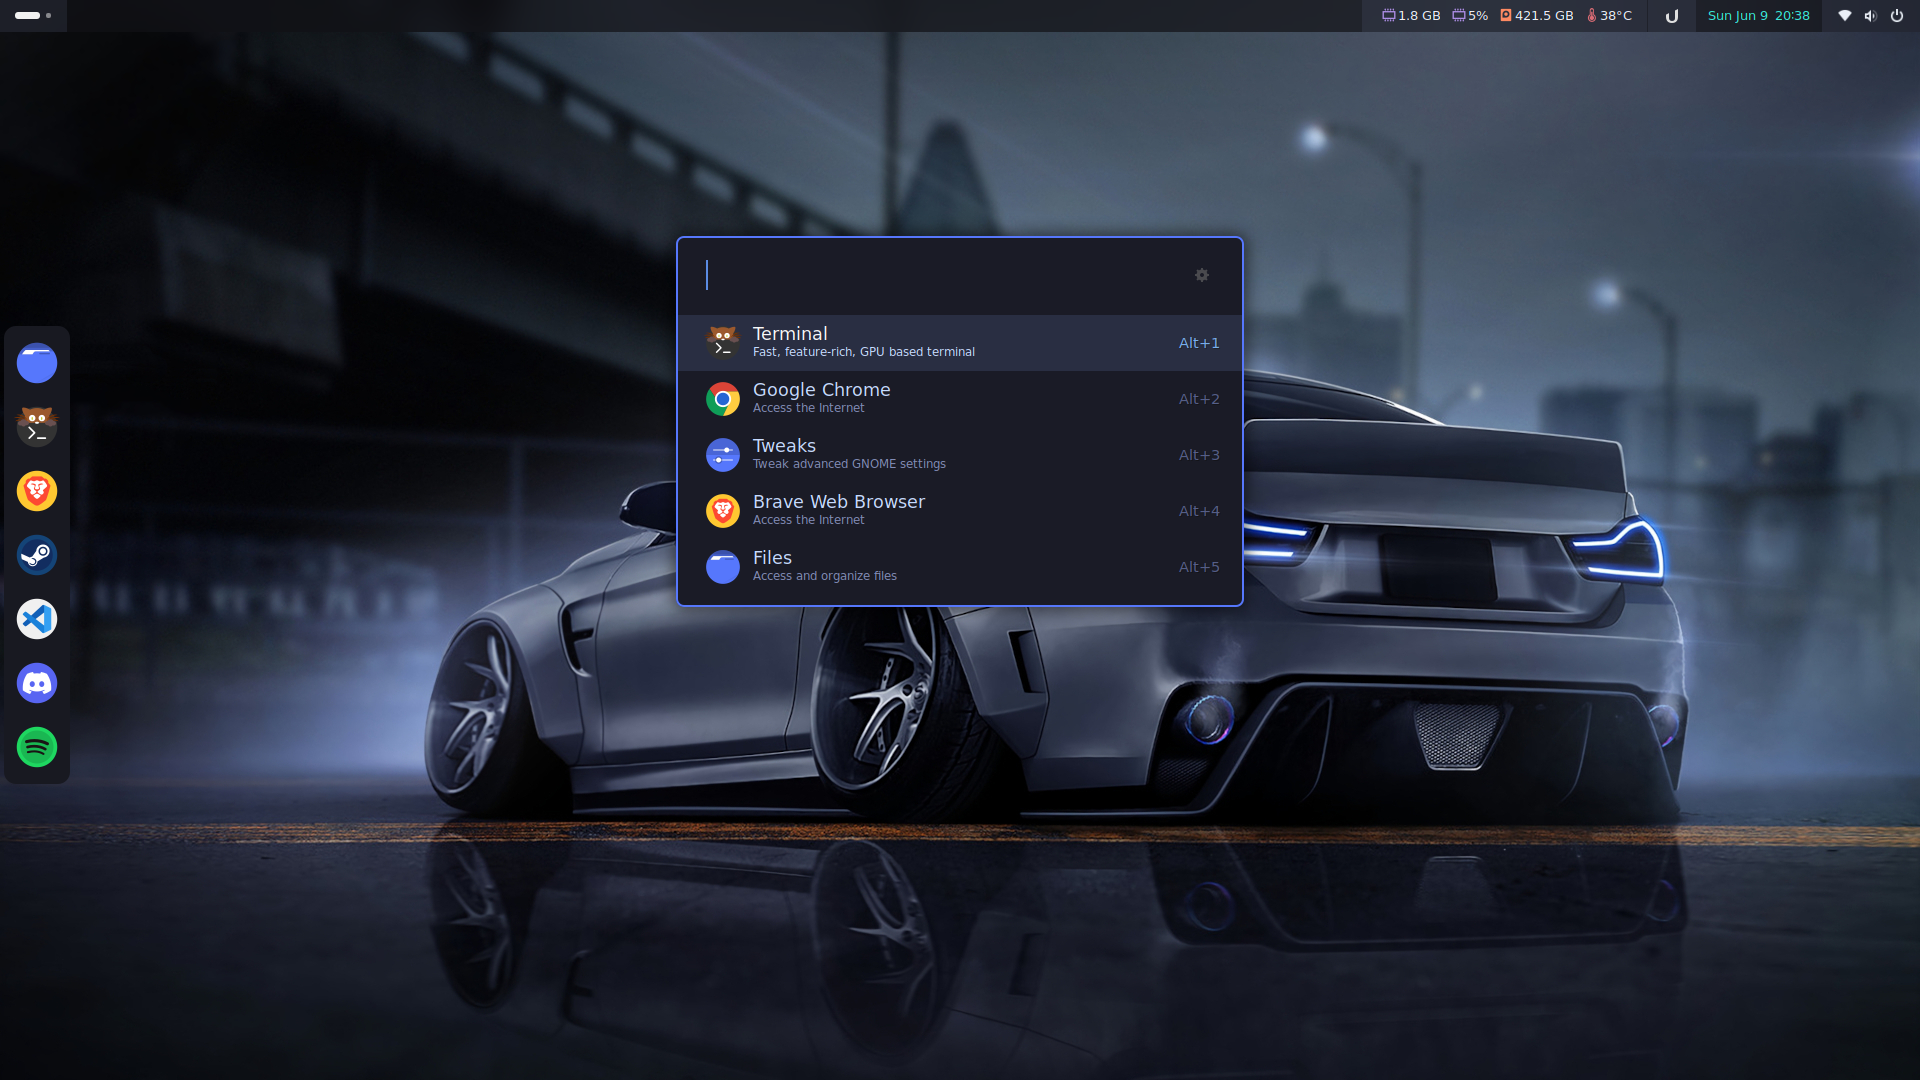 1.8 GB 5% 421.5 GB 38°C Sun Jun 9 20:38
Terminal
Fast, feature-rich, GPU based terminal
Alt+1
Google Chrome
Access the Internet
Alt+2
Tweaks
Tweak advanced GNOME settings
Alt+3
Brave Web Browser
Access the Internet
Alt+4
Files
Access and organize files
Alt+5